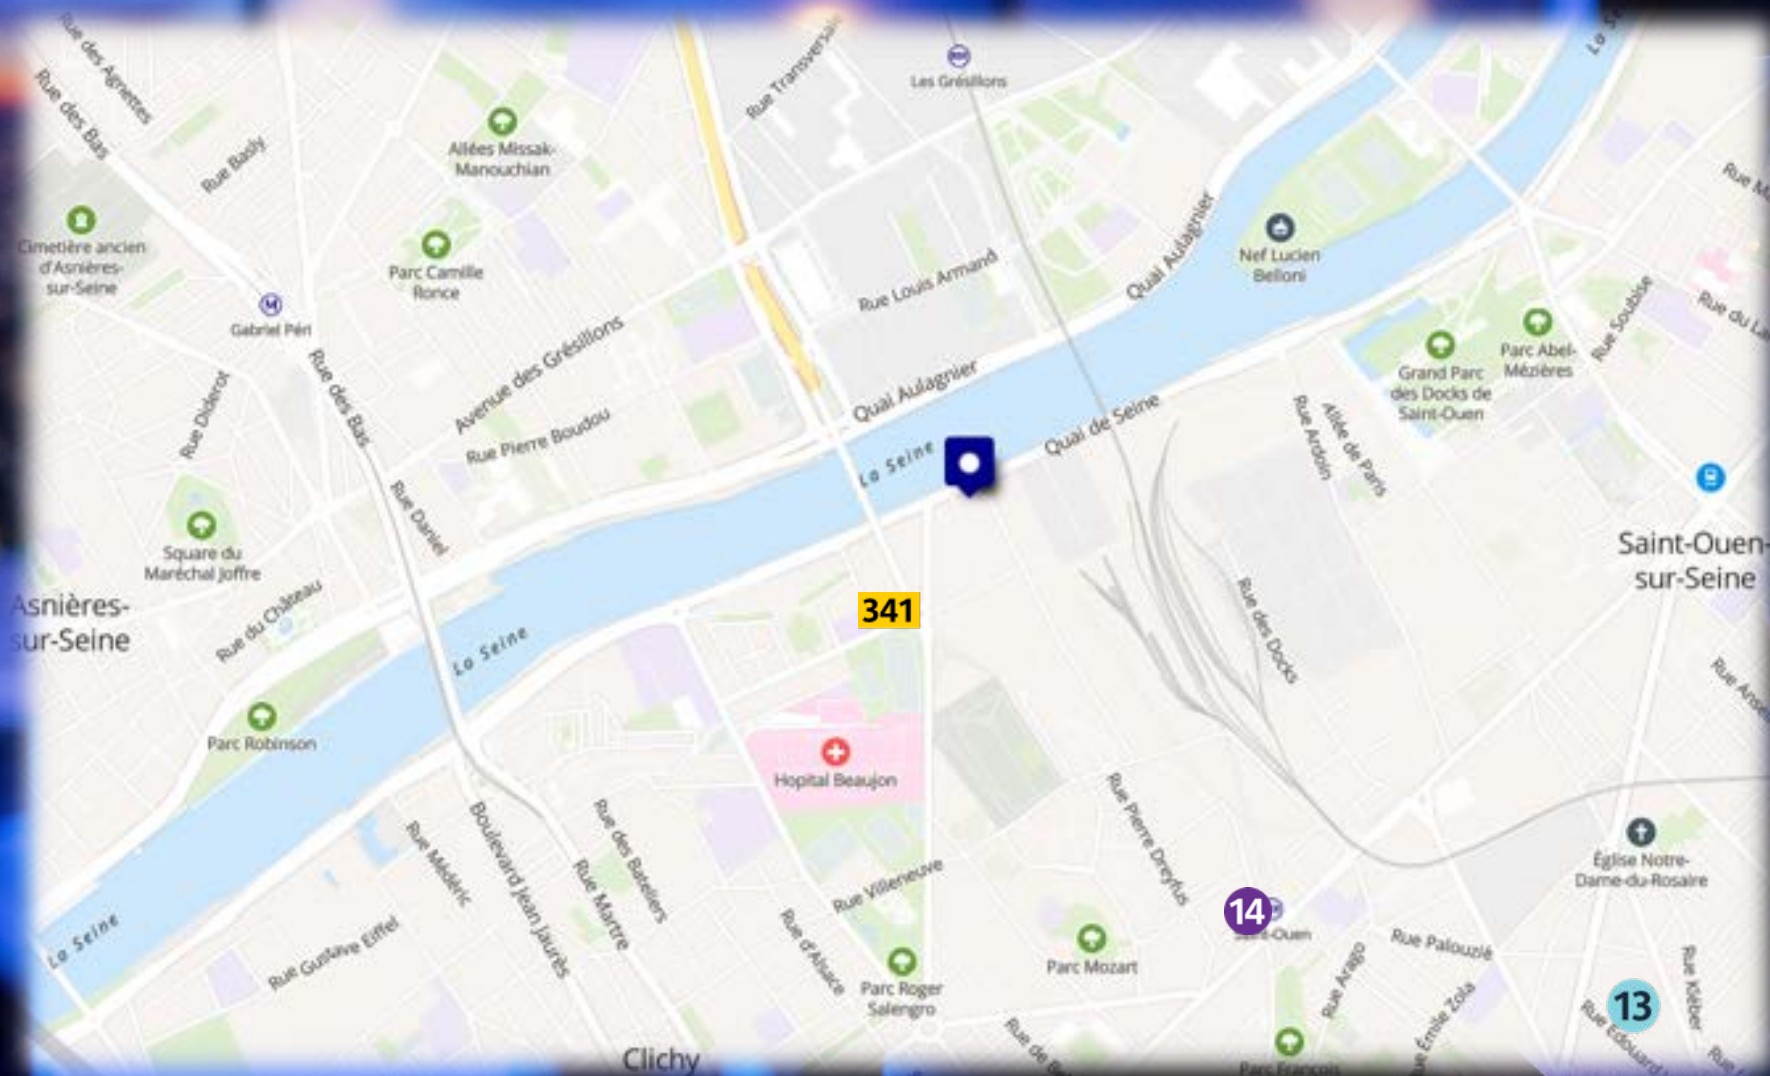 Rue des Agnettes
Rue des Bas
Rue Basly
Allées Missak-
Manouchian
Rue Transversale
Les Grésillons
Cimetière ancien
d'Asnières-
sur-Seine
Parc Camille
Ronce
Gabriel Péri
Rue Louis Armand
Quai Aulagnier
Nef Lucien
Belloni
Rue Soubise
Grand Parc
des Docks de
Saint-Ouen
Parc Abel-
Mézières
Rue Diderot
Rue des Bas
Avenue des Grésillons
Rue Pierre Boudou
Quai Aulagnier
La Seine
Quai de Seine
Rue Ardoin
Allée de Paris
Rue Daniel
Square du
Maréchal Joffre
Saint-Ouen-
sur-Seine
Asnières-
sur-Seine
Rue du Château
La Seine
341
Rue des Docks
Parc Robinson
Hopital Beaujon
Rue Médéric
Boulevard Jean Jaurès
Rue des Bateliers
Rue Martre
Rue Villeneuve
Rue Pierre Dreyfus
Église Notre-
Dame-du-Rosaire
La Seine
Rue Gustave Eiffel
Rue d'Alsace
Parc Roger
Salengro
Parc Mozart
14
Rue Arago
Rue Palouzié
Rue Émile Zola
Rue Kléber
13
Clichy
Parc François